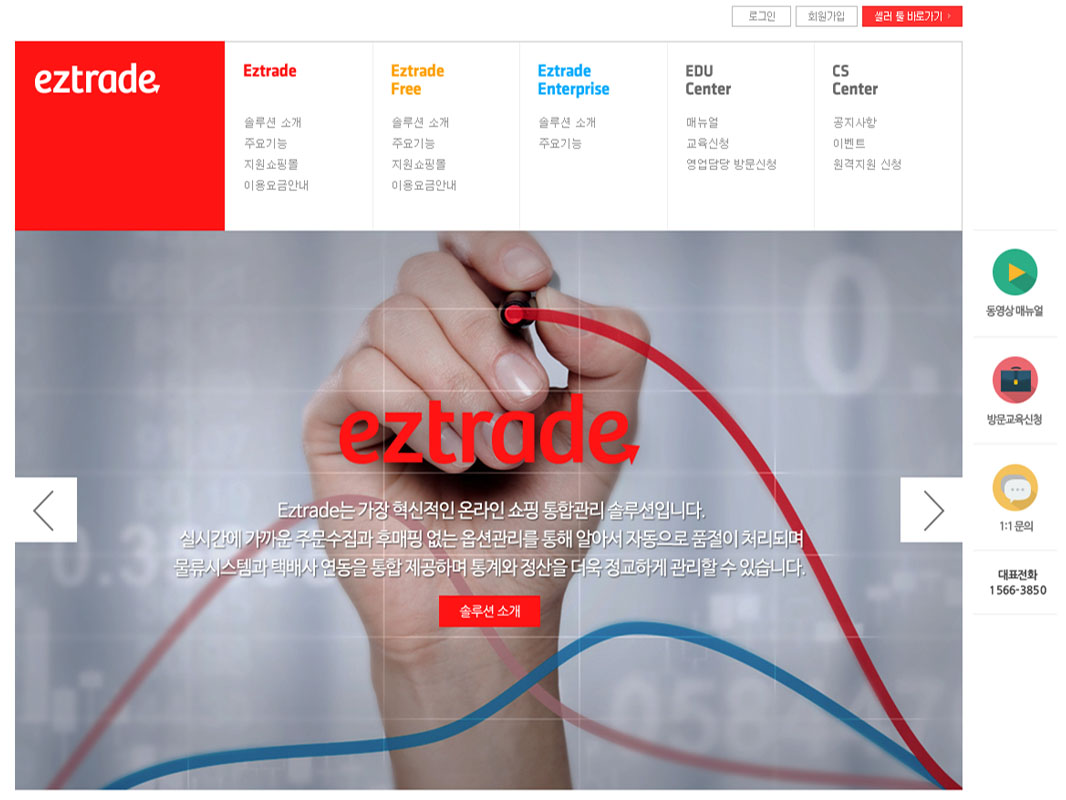 로그인
회원가입
셀러 툴 바로가기 ›
eztrade
Eztrade
솔루션 소개
주요기능
지원쇼핑몰
이용요금안내
Eztrade
Free
솔루션 소개
주요기능
지원쇼핑몰
이용요금안내
Eztrade
Enterprise
솔루션 소개
주요기능
EDU
Center
매뉴얼
교육신청
영업담당 방문신청
CS
Center
공지사항
이벤트
원격지원 신청
eztrade
Eztrade는 가장 혁신적인 온라인 쇼핑 통합관리 솔루션입니다.
실시간에 가까운 주문수집과 후매핑 없는 옵션관리를 통해 알아서 자동으로 품절이 처리되며
물류시스템과 택배사 연동을 통합 제공하며 통계와 정산을 더욱 정교하게 관리할 수 있습니다.
솔루션 소개
동영상 매뉴얼
방문교육신청
1:1 문의
대표전화
1566-3850